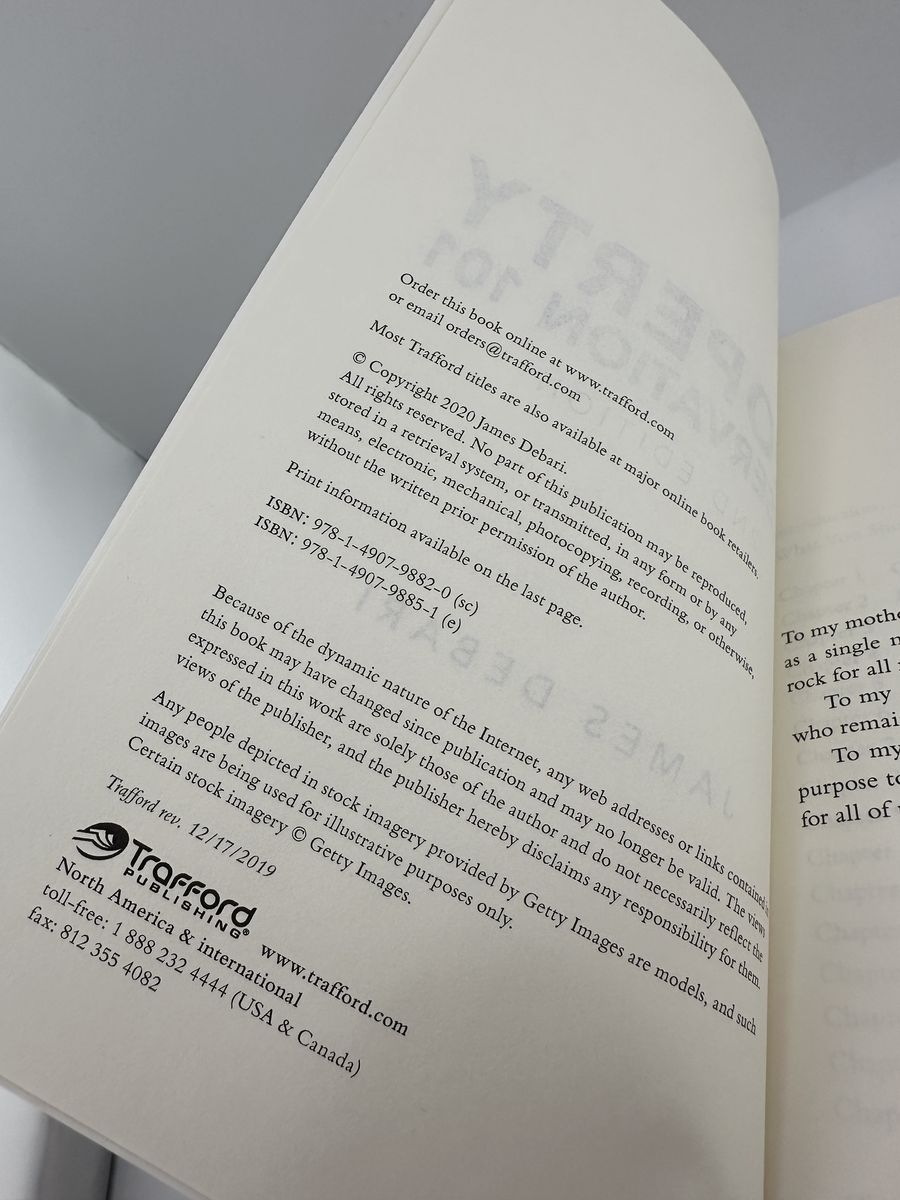 Order this book online at www.trafford.com
or email orders@trafford.com
Most Trafford titles are also available at major online book retailers.
© Copyright 2020 James Debari.
All rights reserved. No part of this publication may be reproduced,
stored in a retrieval system, or transmitted, in any form or by any
means, electronic, mechanical, photocopying, recording, or otherwise,
without the written prior permission of the author.
Print information available on the last page.
ISBN: 978-1-4907-9882-0 (sc)
ISBN: 978-1-4907-9885-1 (e)
Because of the dynamic nature of the Internet, any web addresses or links contained in
this book may have changed since publication and may no longer be valid. The views
expressed in this work are solely those of the author and do not necessarily reflect the
views of the publisher, and the publisher hereby disclaims any responsibility for them.
Any people depicted in stock imagery provided by Getty Images are models, and such
images are being used for illustrative purposes only.
Certain stock imagery © Getty Images.
Trafford rev. 12/17/2019
Trafford
PUBLISHING® www.trafford.com
North America & international
toll-free: 1 888 232 4444 (USA & Canada)
fax: 812 355 4082
To my
as a single
rock for all
To my
who
To my
purpose
for all of